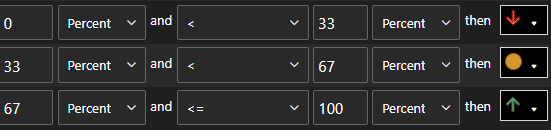 0 Percent and < 33 Percent then
33 Percent and < 67 Percent then
67 Percent and <= 100 Percent then